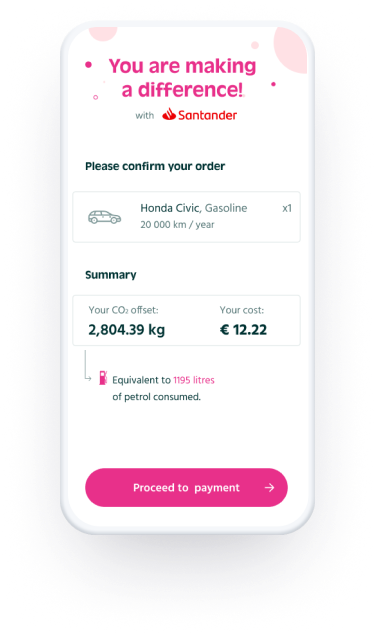 You are making
a difference!
with Santander
Please confirm your order
Honda Civic, Gasoline x1
20 000 km / year
Summary
Your CO₂ offset: Your cost:
2,804.39 kg € 12.22
Equivalent to 1195 litres
of petrol consumed.
Proceed to payment